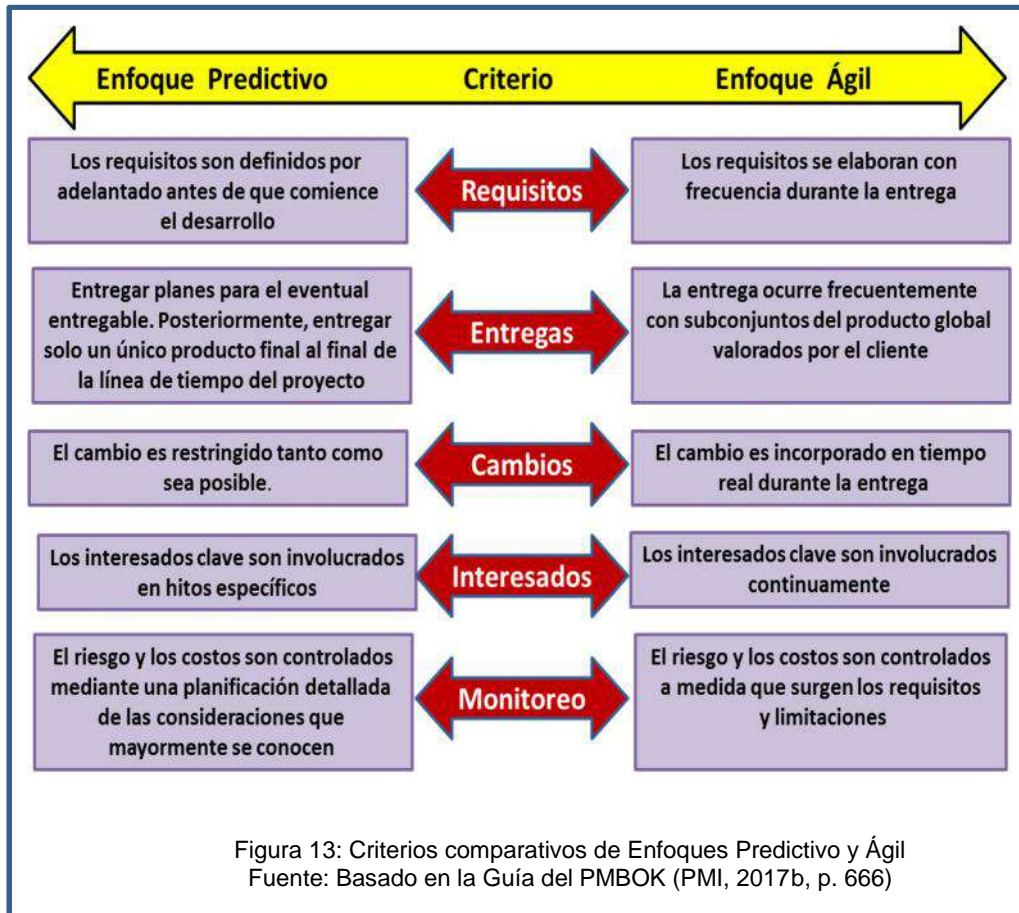 Enfoque Predictivo Criterio Enfoque Ágil
Los requisitos son definidos por
adelantado antes de que comience
el desarrollo
Requisitos
Los requisitos se elaboran con
frecuencia durante la entrega
Entregar planes para el eventual
entregable. Posteriormente, entregar
solo un único producto final al final de
la línea de tiempo del proyecto
Entregas
La entrega ocurre frecuentemente
con subconjuntos del producto global
valorados por el cliente
El cambio es restringido tanto como
sea posible.
Cambios
El cambio es incorporado en tiempo
real durante la entrega
Los interesados clave son involucrados
en hitos específicos
Interesados
Los interesados clave son involucrados
continuamente
El riesgo y los costos son controlados
mediante una planificación detallada
de las consideraciones que
mayormente se conocen
Monitoreo
El riesgo y los costos son controlados
a medida que surgen los requisitos
y limitaciones
Figura 13: Criterios comparativos de Enfoques Predictivo y Ágil
Fuente: Basado en la Guía del PMBOK (PMI, 2017b, p. 666)